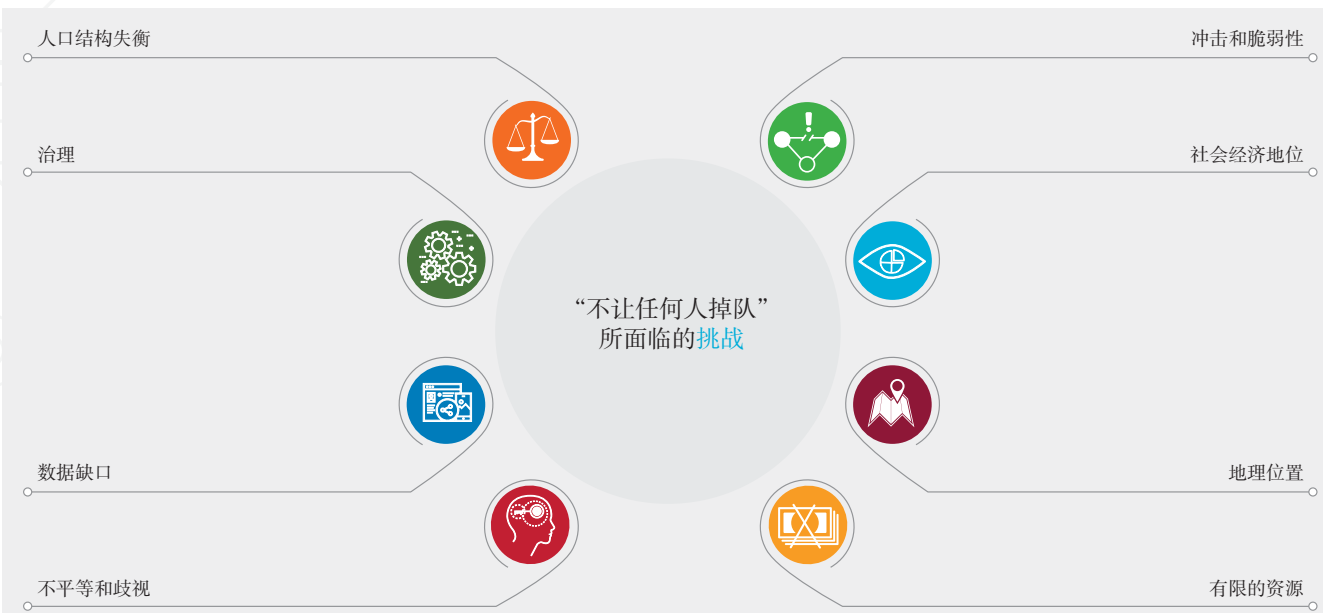 人口结构失衡
冲击和脆弱性
治理
社会经济地位
“不让任何人掉队”
所面临的挑战
数据缺口
地理位置
不平等和歧视
有限的资源